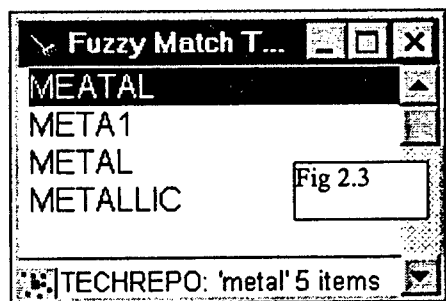 Fuzzy Match T...
MEATAL
META1
METAL
METALLIC
Fig 2.3
TECHREPO: 'metal' 5 items